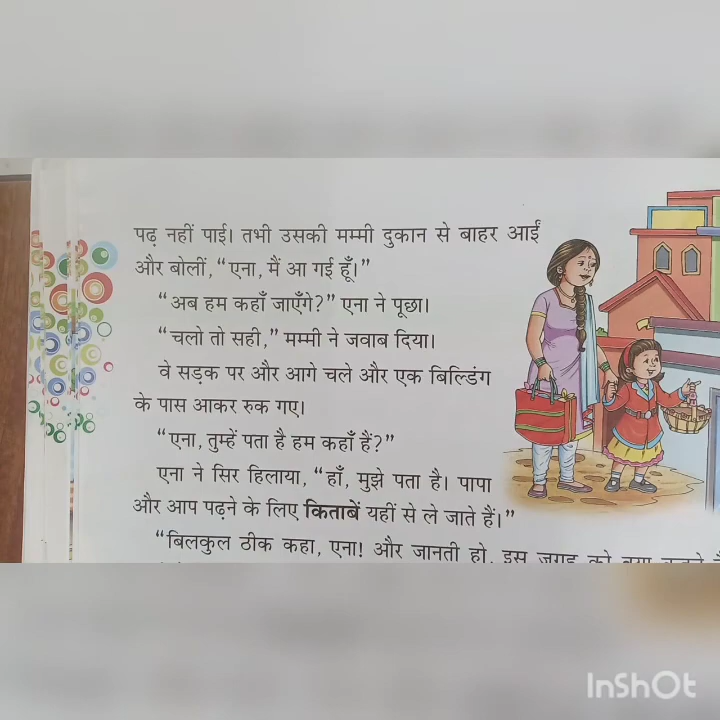 पढ़ नहीं पाई। तभी उसकी मम्मी दुकान से बाहर आईं
और बोलीं, “एना, मैं आ गई हूँ।”
“अब हम कहाँ जाएँगे?” एना ने पूछा।
“चलो तो सही,” मम्मी ने जवाब दिया।
वे सड़क पर और आगे चले और एक बिल्डिंग
के पास आकर रुक गए।
“एना, तुम्हें पता है हम कहाँ हैं?”
एना ने सिर हिलाया, “हाँ, मुझे पता है। पापा
और आप पढ़ने के लिए किताबें यहीं से ले जाते हैं।”
“बिलकुल ठीक कहा, एना! और जानती हो, इस जगह को क्या
InShOt